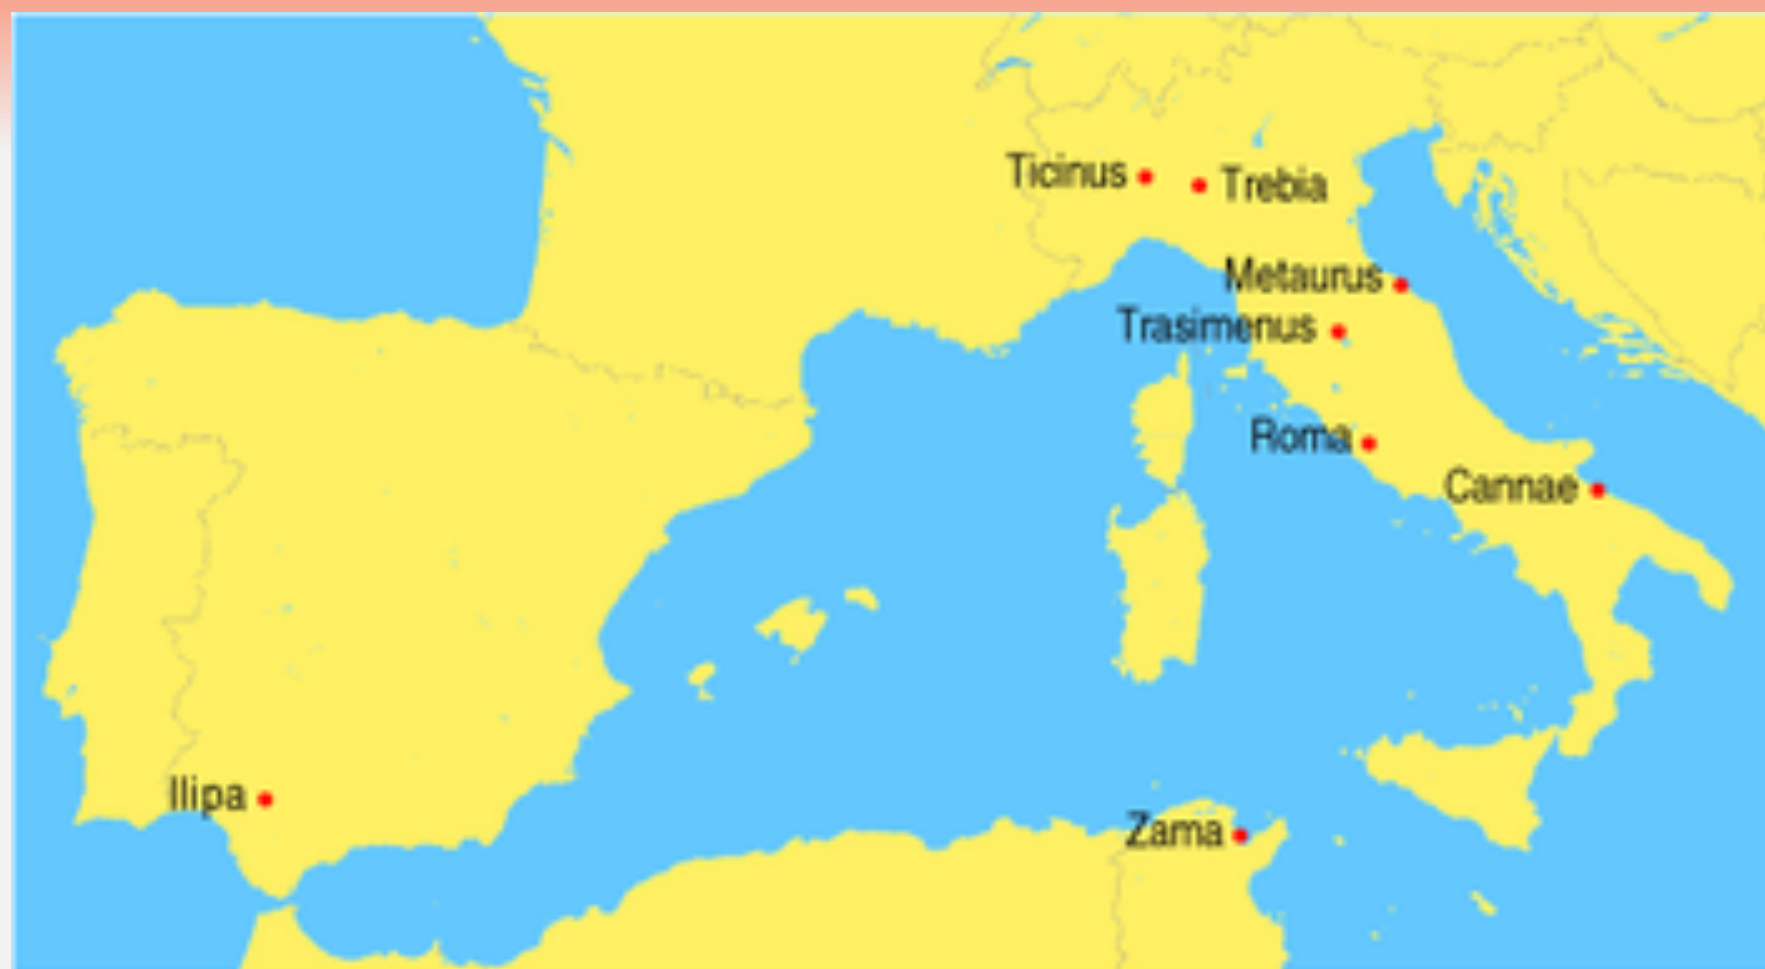 Ticinus
Trebia
Metaurus
Trasimenus
Roma
Cannae
Ilipa
Zama